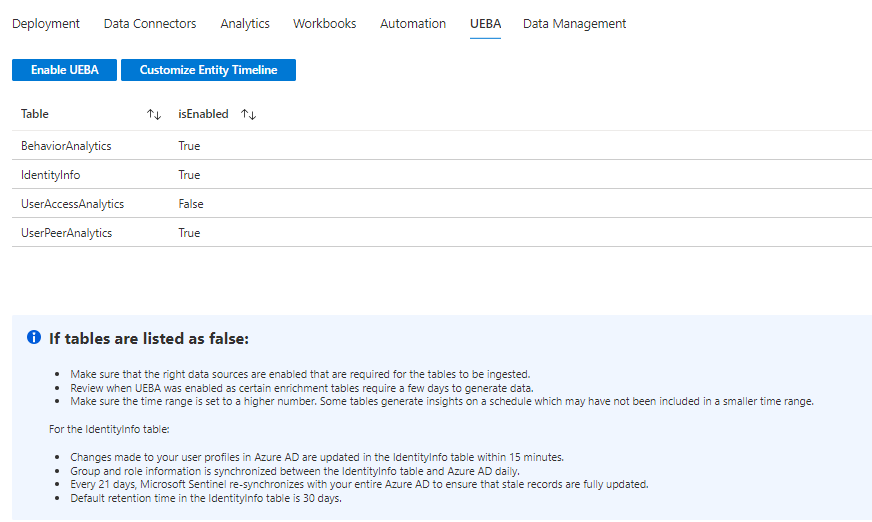 Deployment Data Connectors Analytics Workbooks Automation UEBA Data Management
Enable UEBA Customize Entity Timeline
Table ↑↓ isEnabled ↑↓
BehaviorAnalytics True
IdentityInfo True
UserAccessAnalytics False
UserPeerAnalytics True
If tables are listed as false:
• Make sure that the right data sources are enabled that are required for the tables to be ingested.
• Review when UEBA was enabled as certain enrichment tables require a few days to generate data.
• Make sure the time range is set to a higher number. Some tables generate insights on a schedule which may have not been included in a smaller time range.
For the IdentityInfo table:
• Changes made to your user profiles in Azure AD are updated in the IdentityInfo table within 15 minutes.
• Group and role information is synchronized between the IdentityInfo table and Azure AD daily.
• Every 21 days, Microsoft Sentinel re-synchronizes with your entire Azure AD to ensure that stale records are fully updated.
• Default retention time in the IdentityInfo table is 30 days.